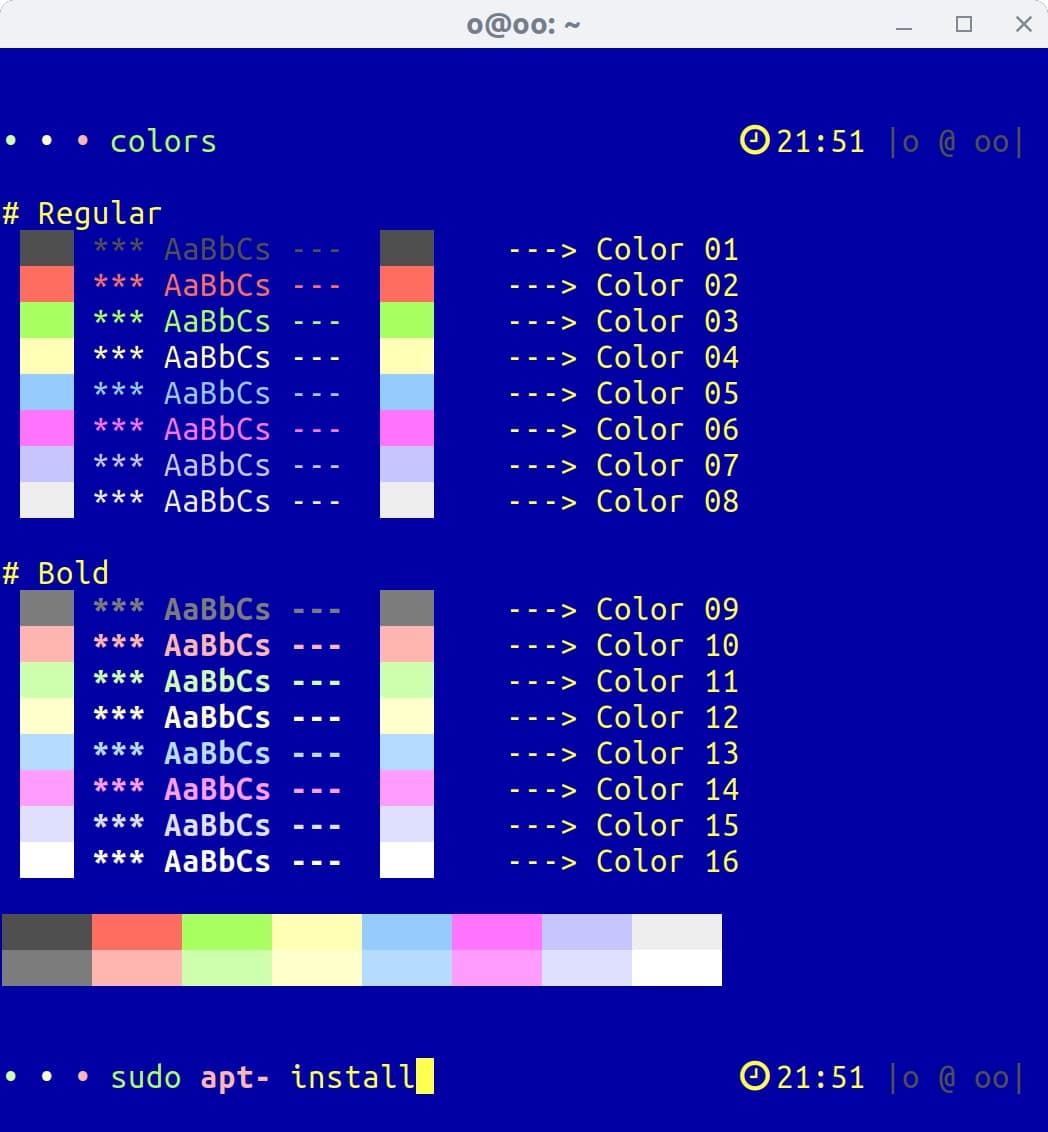 o@oo: ~
• • • colors 21:51 |o @ oo|
# Regular
*** AaBbCs --- ---> Color 01
*** AaBbCs --- ---> Color 02
*** AaBbCs --- ---> Color 03
*** AaBbCs --- ---> Color 04
*** AaBbCs --- ---> Color 05
*** AaBbCs --- ---> Color 06
*** AaBbCs --- ---> Color 07
*** AaBbCs --- ---> Color 08
# Bold
*** AaBbCs --- ---> Color 09
*** AaBbCs --- ---> Color 10
*** AaBbCs --- ---> Color 11
*** AaBbCs --- ---> Color 12
*** AaBbCs --- ---> Color 13
*** AaBbCs --- ---> Color 14
*** AaBbCs --- ---> Color 15
*** AaBbCs --- ---> Color 16
• • • sudo apt- install 21:51 |o @ oo|